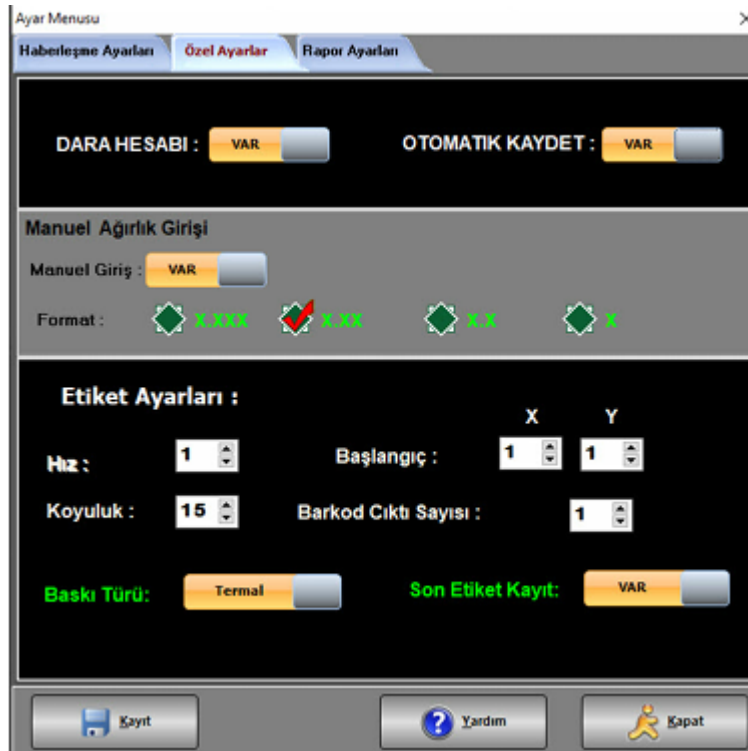 Ayar Menusu
Haberleşme Ayarları Özel Ayarlar Rapor Ayarları
DARA HESABI : VAR OTOMATIK KAYDET : VAR
Manuel Ağırlık Girişi
Manuel Giriş : VAR
Format : X.XXX X.XX X.X X
Etiket Ayarları :
X Y
Hız : 1 Başlangıç : 1 1
Koyuluk : 15 Barkod Cıktı Sayısı : 1
Baskı Türü: Termal Son Etiket Kayıt: VAR
Kayıt Yardım Kapat